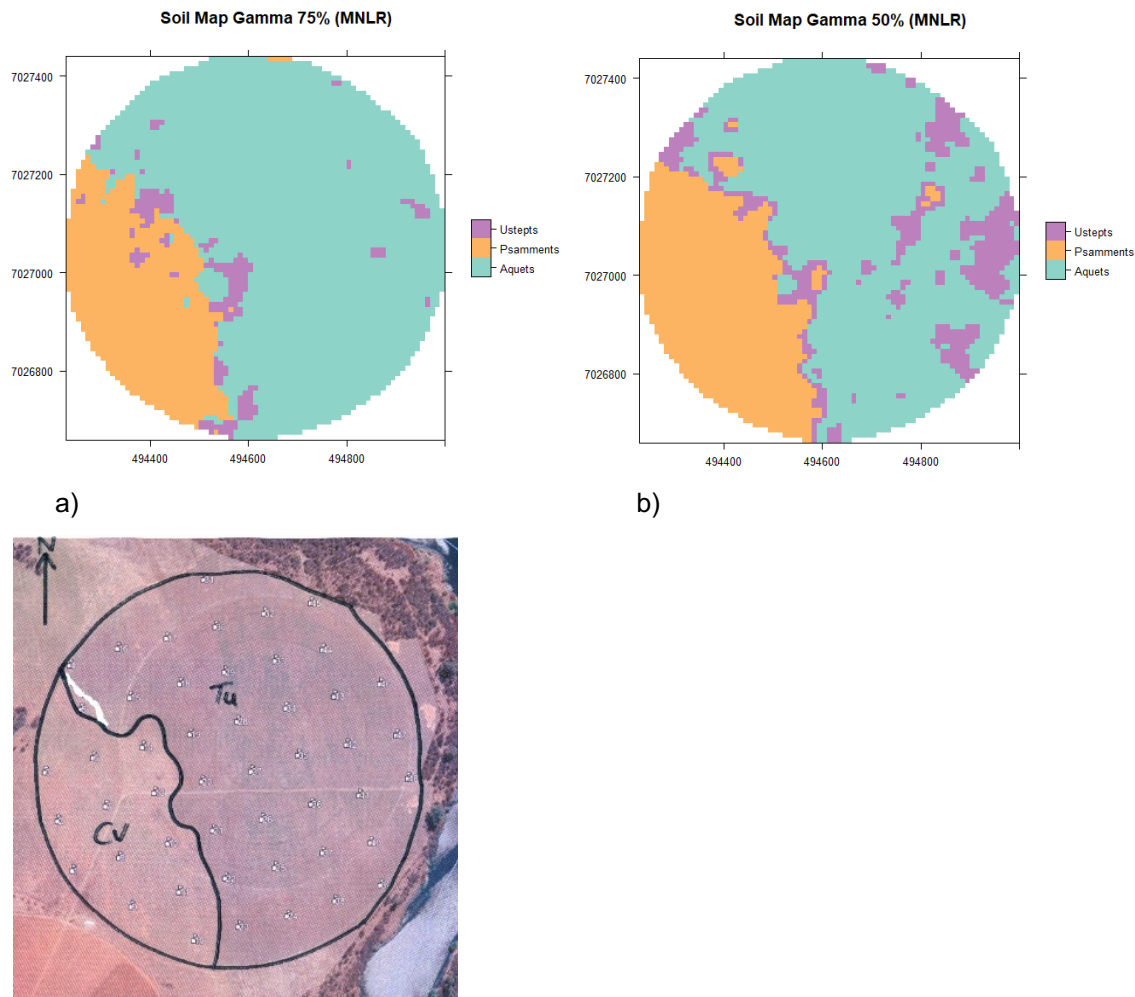 Soil Map Gamma 75% (MNLR)
7027400
7027200
7027000
7026800
494400
494600
494800
Ustepts
Psamments
Aquets
a)
Soil Map Gamma 50% (MNLR)
7027400
7027200
7027000
7026800
494400
494600
494800
Ustepts
Psamments
Aquets
b)
N
Tu
Cv